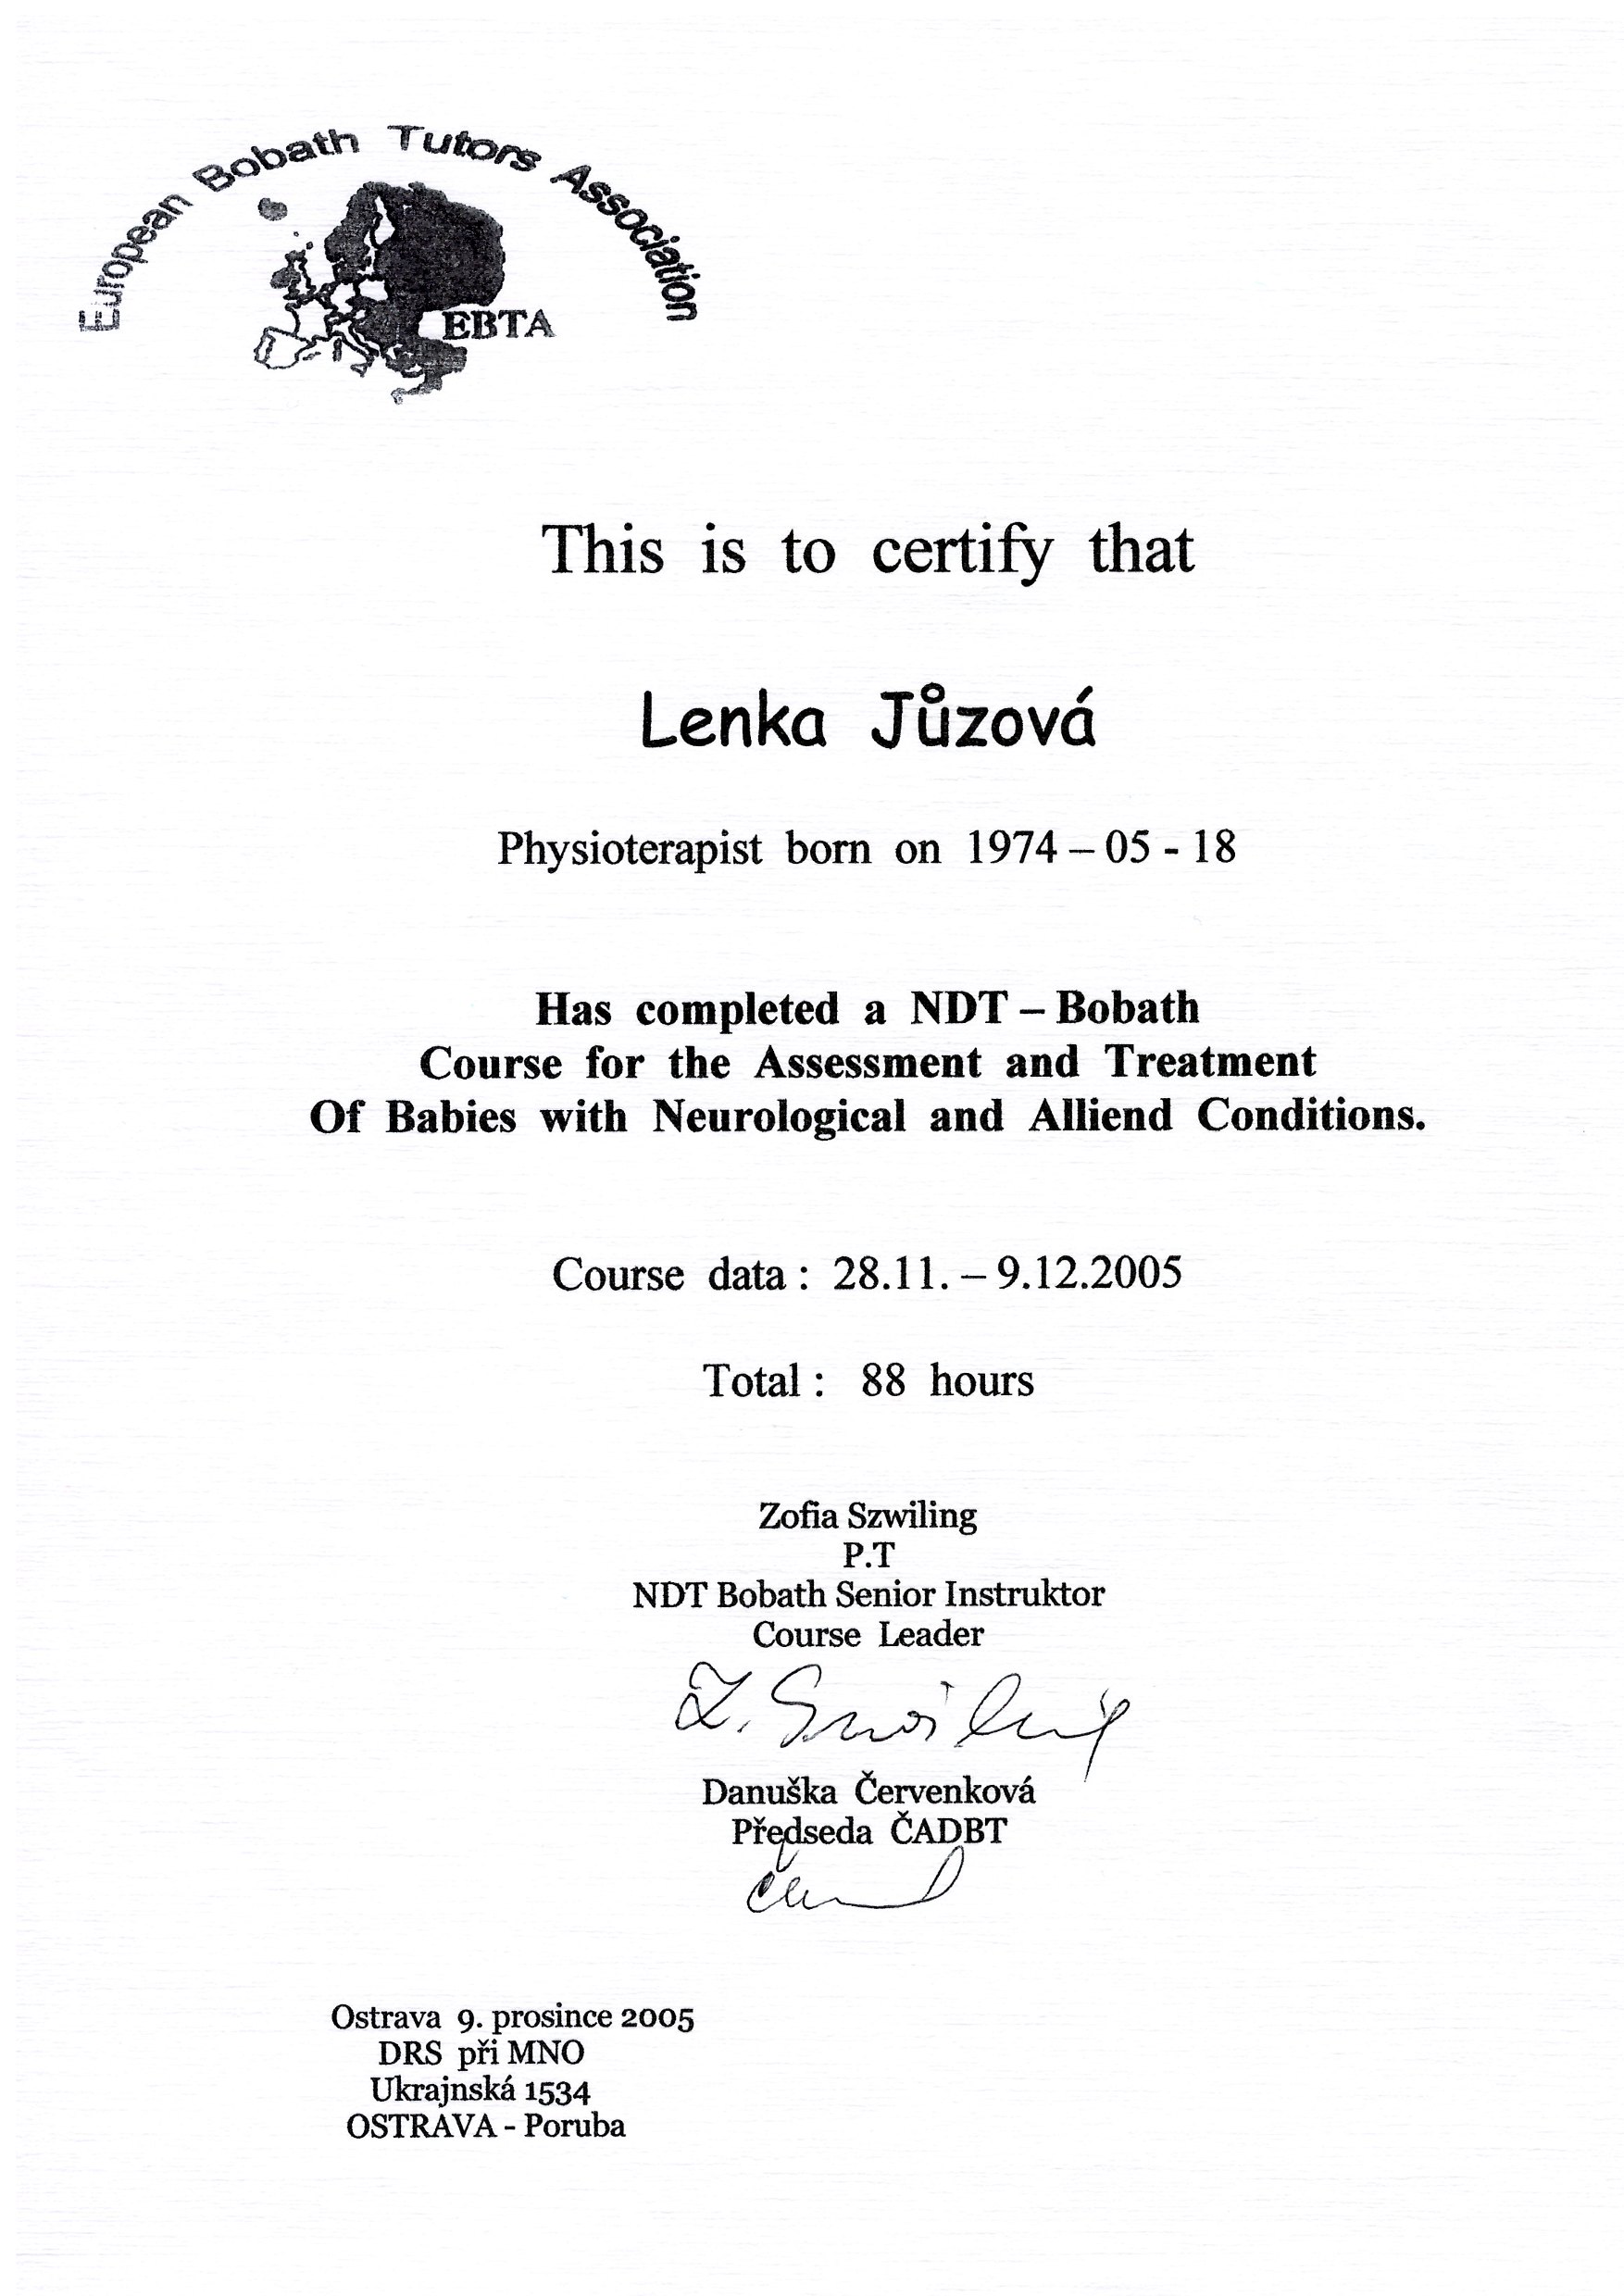 European Bobath Tutors Association
EBTA
This is to certify that
Lenka Jůzová
Physioterapist born on 1974 – 05 - 18
Has completed a NDT – Bobath
Course for the Assessment and Treatment
Of Babies with Neurological and Alliend Conditions.
Course data : 28.11. – 9.12.2005
Total : 88 hours
Zofia Szwiling
P.T
NDT Bobath Senior Instruktor
Course Leader
Danuška Červenková
Předseda ČADBT
Ostrava 9. prosince 2005
DRS při MNO
Ukrajnská 1534
OSTRAVA - Poruba